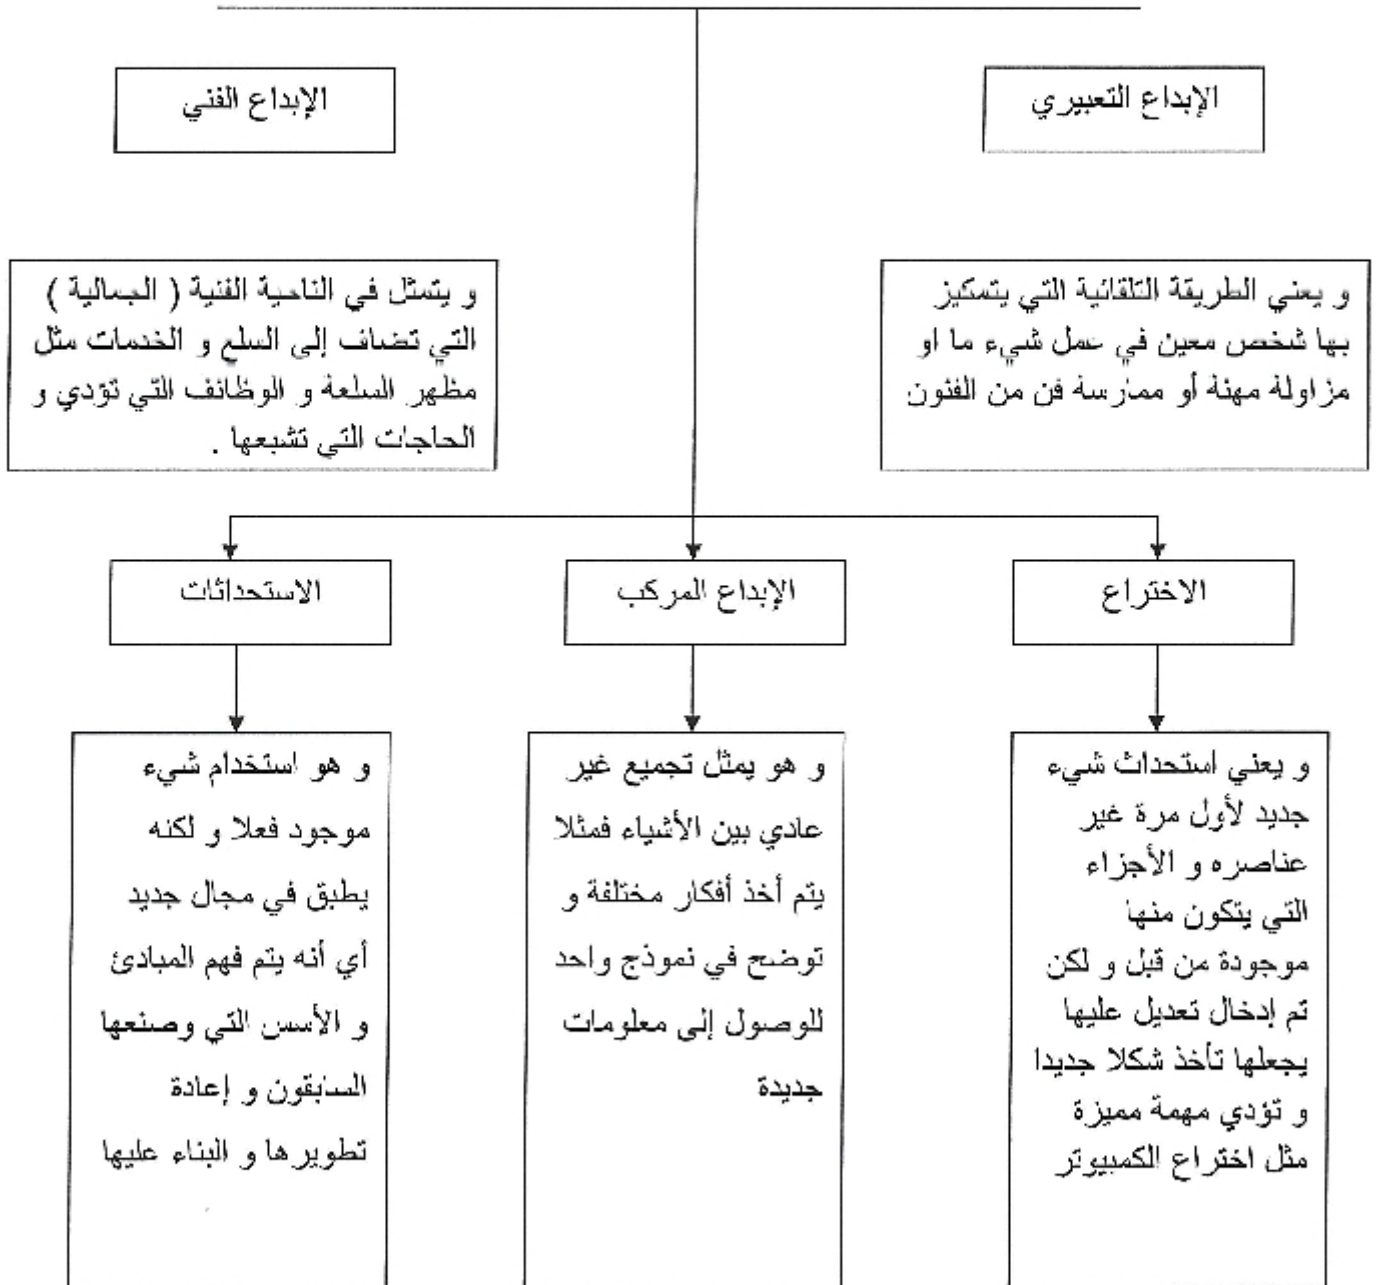 الإبداع التعبيري
الإبداع الفني
و يعني الطريقة التلقائية التي يتمكيز
بها شخص معين في عمل شيء ما او
مزاولة مهنة أو ممارسة فن من الفنون
و يتمثل في الناحية الفنية ( الجمالية )
التي تضاف إلى السلع و الخدمات مثل
مظهر السلعة و الوظائف التي تؤدي و
الحاجات التي تشبعها .
الاختراع
الإبداع المركب
الاستحداثات
و يعني استحداث شيء
جديد لأول مرة غير
عناصره و الأجزاء
التي يتكون منها
موجودة من قبل و لكن
تم إدخال تعديل عليها
يجعلها تأخذ شكلا جديدا
و تؤدي مهمة مميزة
مثل اختراع الكمبيوتر
و هو يمثل تجميع غير
عادي بين الأشياء فمثلا
يتم أخذ أفكار مختلفة و
توضح في نموذج واحد
للوصول إلى معلومات
جديدة
و هو استخدام شيء
موجود فعلا و لكنه
يطبق في مجال جديد
أي أنه يتم فهم المبادئ
و الأسس التي وصنعها
السابقون و إعادة
تطويرها و البناء عليها